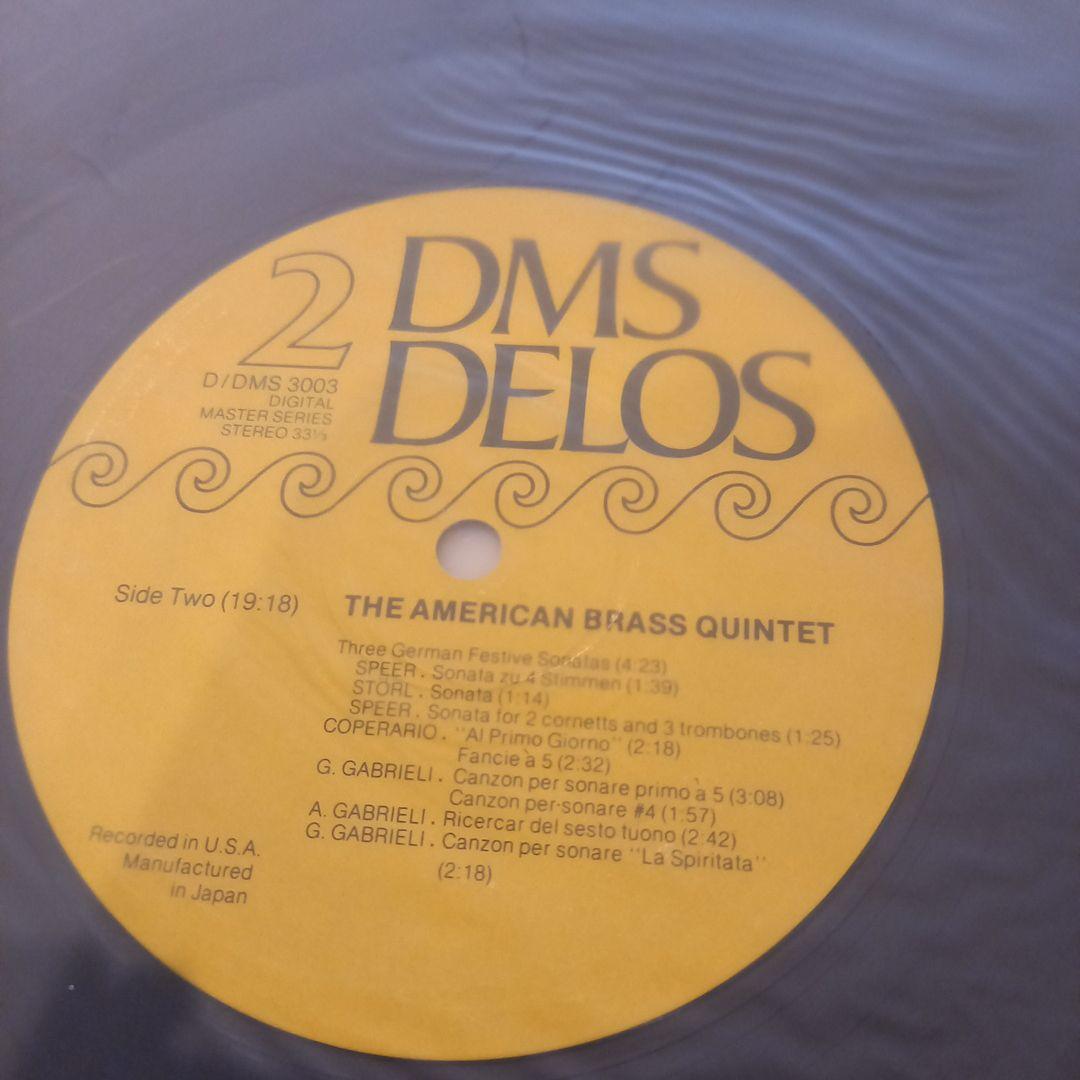 2
DMS
DELOS
D/DMS 3003
DIGITAL
MASTER SERIES
STEREO 33⅓
Side Two (19:18)
THE AMERICAN BRASS QUINTET
Three German Festive Sonatas (4:23)
SPEER . Sonata zu 4 Stimmen (1:39)
STÖRL . Sonata (1:14)
SPEER . Sonata for 2 cornetts and 3 trombones (1:25)
COPERARIO . "Al Primo Giorno" (2:18)
Fancie à 5 (2:32)
G. GABRIELI . Canzon per sonare primo à 5 (3:08)
Canzon per sonare #4 (1:57)
A. GABRIELI . Ricercar del sesto tuono (2:42)
G. GABRIELI . Canzon per sonare "La Spiritata"
(2:18)
Recorded in U.S.A.
Manufactured
in Japan